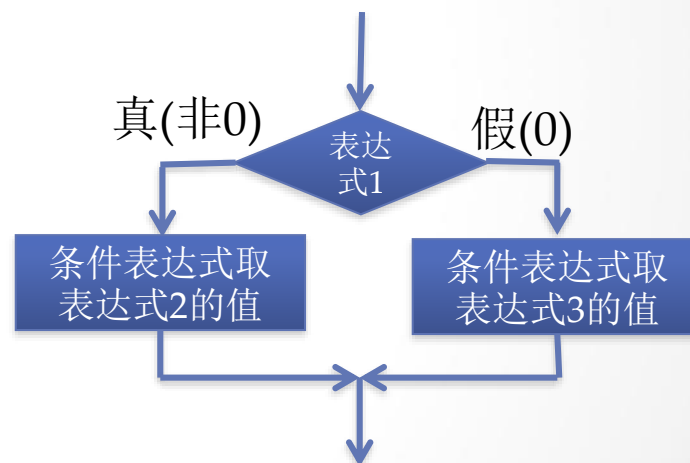 真(非0)
假(0)
表达
式1
条件表达式取
表达式2的值
条件表达式取
表达式3的值